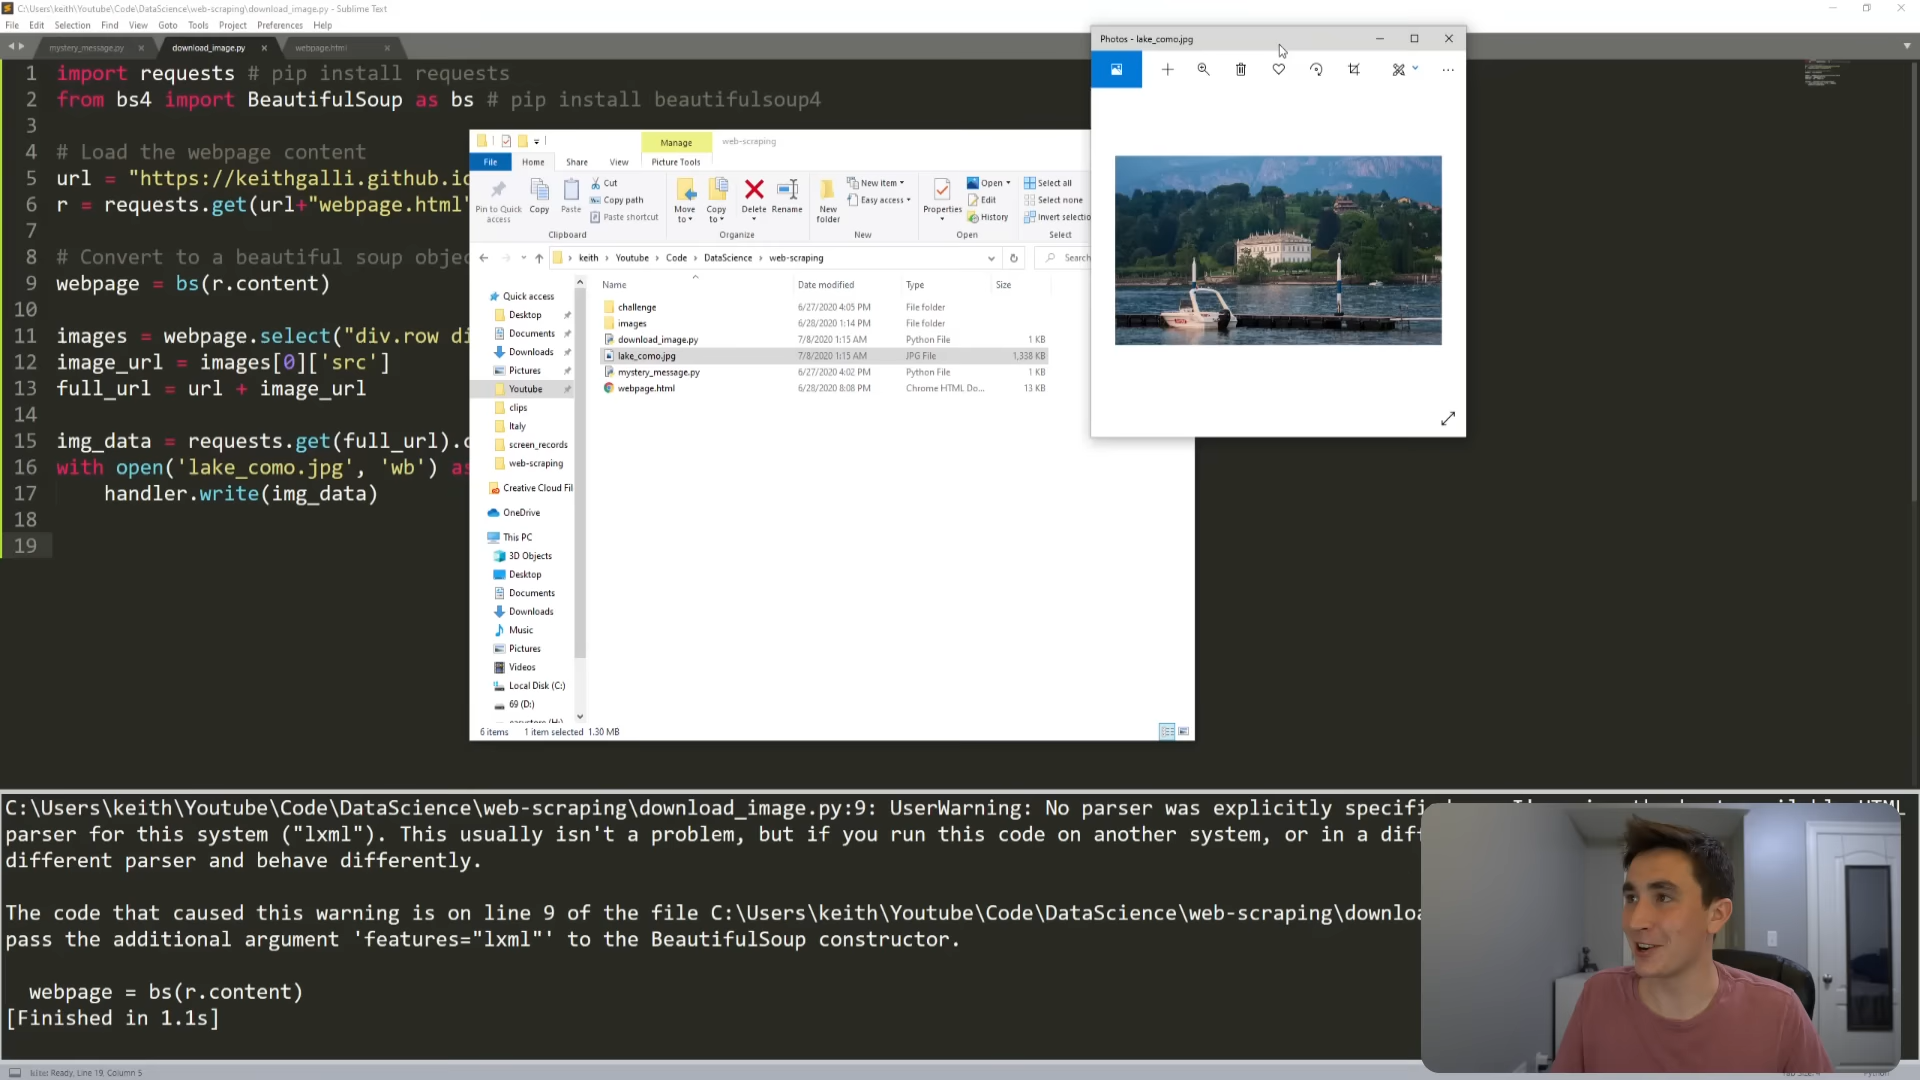 C:\Users\keith\Youtube\Code\DataScience\web-scraping\download_image.py - Sublime Text
File Edit Selection Find View Goto Tools Project Preferences Help
mystery_message.py
download_image.py
webpage.html
1 import requests # pip install requests
2 from bs4 import BeautifulSoup as bs # pip install beautifulsoup4
3
4 # Load the webpage content
5 url = "https://keithgalli.github.io
6 r = requests.get(url+"webpage.html"
7
8 # Convert to a beautiful soup objec
9 webpage = bs(r.content)
10
11 images = webpage.select("div.row di
12 image_url = images[0]['src']
13 full_url = url + image_url
14
15 img_data = requests.get(full_url).c
16 with open('lake_como.jpg', 'wb') as
17 handler.write(img_data)
18
19
Manage web-scraping
File Home Share View Picture Tools
Pin to Quick access
Copy
Paste
Cut
Copy path
Paste shortcut
Clipboard
Move to
Copy to
Delete
Rename
Organize
New folder
New item
Easy access
New
Properties
Open
Edit
History
Open
Select all
Select none
Invert selectio
Select
keith > Youtube > Code > DataScience > web-scraping
Search
Name Date modified Type Size
challenge 6/27/2020 4:05 PM File folder
images 6/28/2020 1:14 PM File folder
download_image.py 7/8/2020 1:15 AM Python File 1 KB
lake_como.jpg 7/8/2020 1:15 AM JPG File 1,338 KB
mystery_message.py 6/27/2020 4:02 PM Python File 1 KB
webpage.html 6/28/2020 8:08 PM Chrome HTML Do... 13 KB
Quick access
Desktop
Documents
Downloads
Pictures
Youtube
clips
Italy
screen_records
web-scraping
Creative Cloud Fil
OneDrive
This PC
3D Objects
Desktop
Documents
Downloads
Music
Pictures
Videos
Local Disk (C:)
69 (D:)
6 items 1 item selected 1.30 MB
Photos - lake_como.jpg
C:\Users\keith\Youtube\Code\DataScience\web-scraping\download_image.py:9: UserWarning: No parser was explicitly specifi
parser for this system ("lxml"). This usually isn't a problem, but if you run this code on another system, or in a dif
different parser and behave differently.
The code that caused this warning is on line 9 of the file C:\Users\keith\Youtube\Code\DataScience\web-scraping\downloa
pass the additional argument 'features="lxml"' to the BeautifulSoup constructor.
webpage = bs(r.content)
[Finished in 1.1s]
kite: Ready, Line 19, Column 5